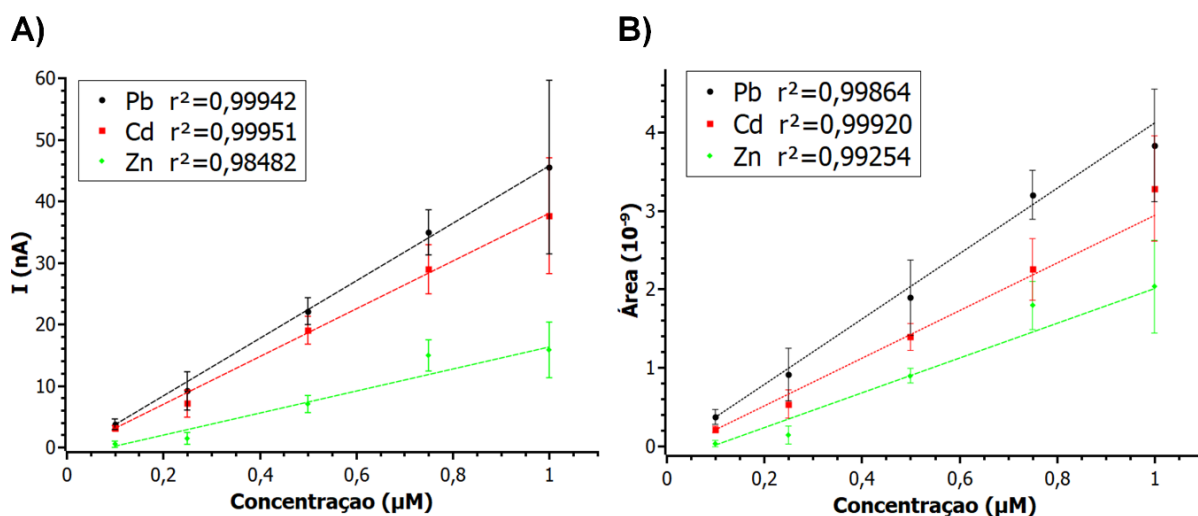 A)
60
50
40
30
20
10
0
I (nA)
Pb r²=0,99942
Cd r²=0,99951
Zn r²=0,98482
0 0,2 0,4 0,6 0,8 1
Concentraçao (µM)
B)
4
3
2
1
0
Área (10⁻⁹)
Pb r²=0,99864
Cd r²=0,99920
Zn r²=0,99254
0 0,2 0,4 0,6 0,8 1
Concentraçao (µM)